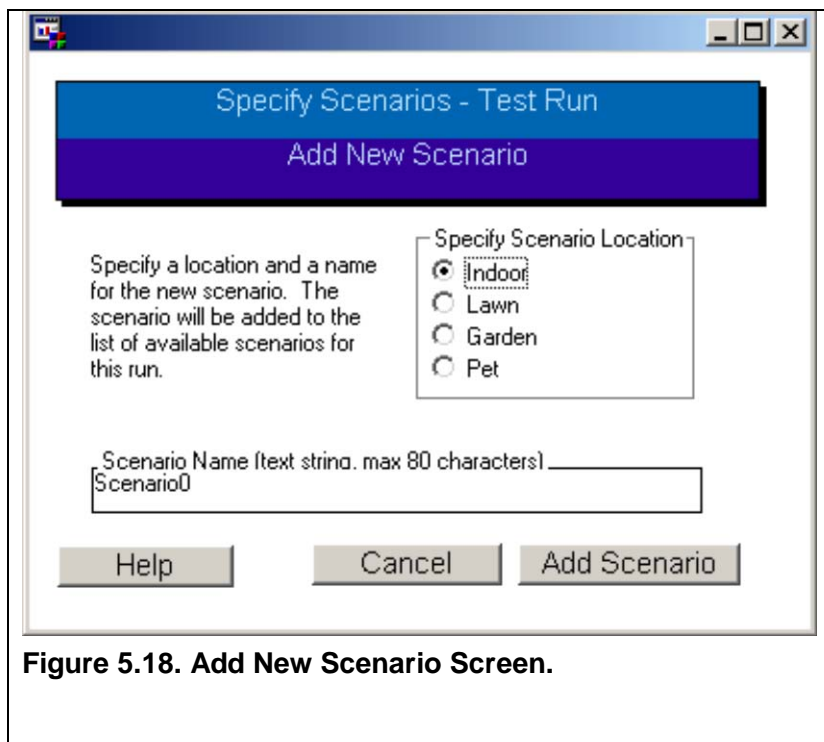 Specify Scenarios - Test Run
Add New Scenario
Specify a location and a name
for the new scenario. The
scenario will be added to the
list of available scenarios for
this run.
Specify Scenario Location
Indoor
Lawn
Garden
Pet
Scenario Name (text string, max 80 characters)
Scenario0
Help
Cancel
Add Scenario
Figure 5.18. Add New Scenario Screen.